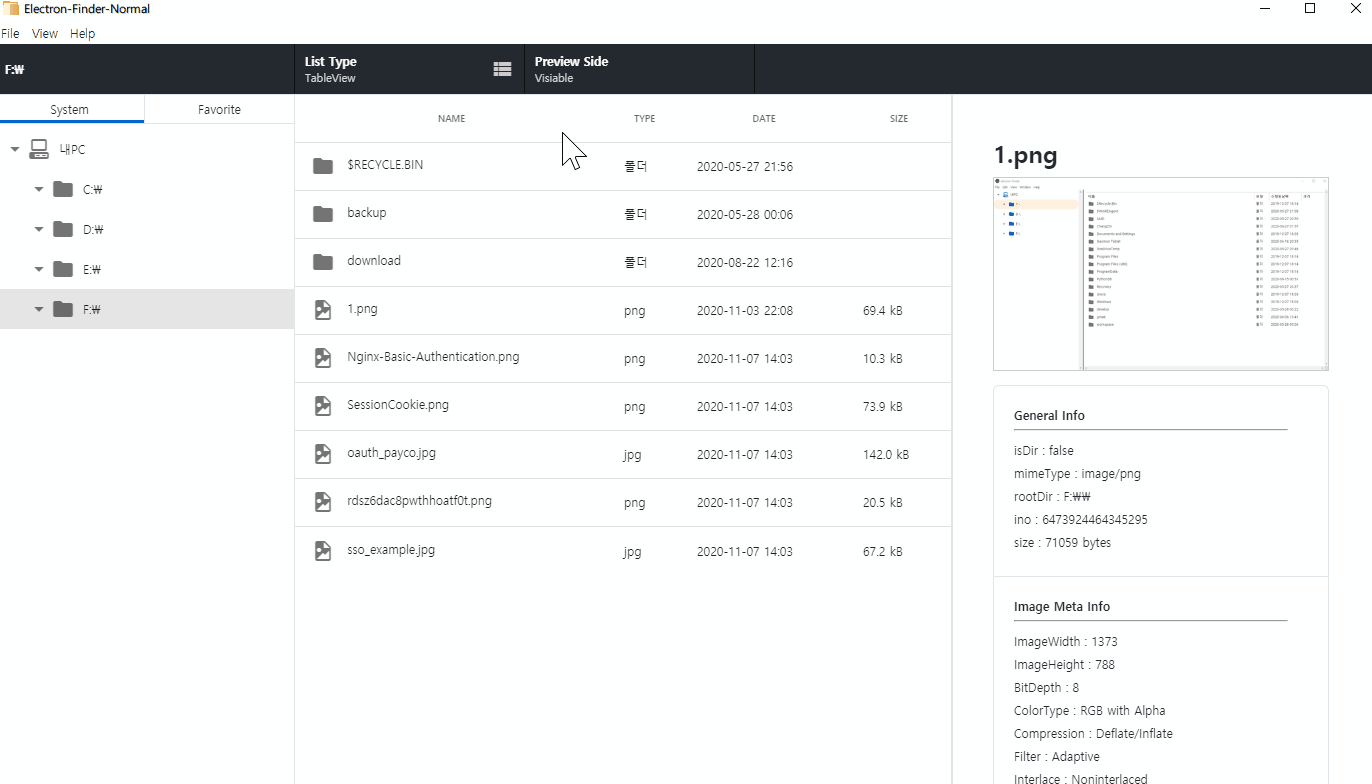 Electron-Finder-Normal
File View Help
F:₩
List Type
TableView
Preview Side
Visiable
System Favorite
내PC
C:₩
D:₩
E:₩
F:₩
NAME TYPE DATE SIZE
$RECYCLE.BIN 폴더 2020-05-27 21:56
backup 폴더 2020-05-28 00:06
download 폴더 2020-08-22 12:16
1.png png 2020-11-03 22:08 69.4 kB
Nginx-Basic-Authentication.png png 2020-11-07 14:03 10.3 kB
SessionCookie.png png 2020-11-07 14:03 73.9 kB
oauth_payco.jpg jpg 2020-11-07 14:03 142.0 kB
rdsz6dac8pwthhoatf0t.png png 2020-11-07 14:03 20.5 kB
sso_example.jpg jpg 2020-11-07 14:03 67.2 kB
1.png
General Info
isDir : false
mimeType : image/png
rootDir : F:₩₩
ino : 6473924464345295
size : 71059 bytes
Image Meta Info
ImageWidth : 1373
ImageHeight : 788
BitDepth : 8
ColorType : RGB with Alpha
Compression : Deflate/Inflate
Filter : Adaptive
Interlace : Noninterlaced